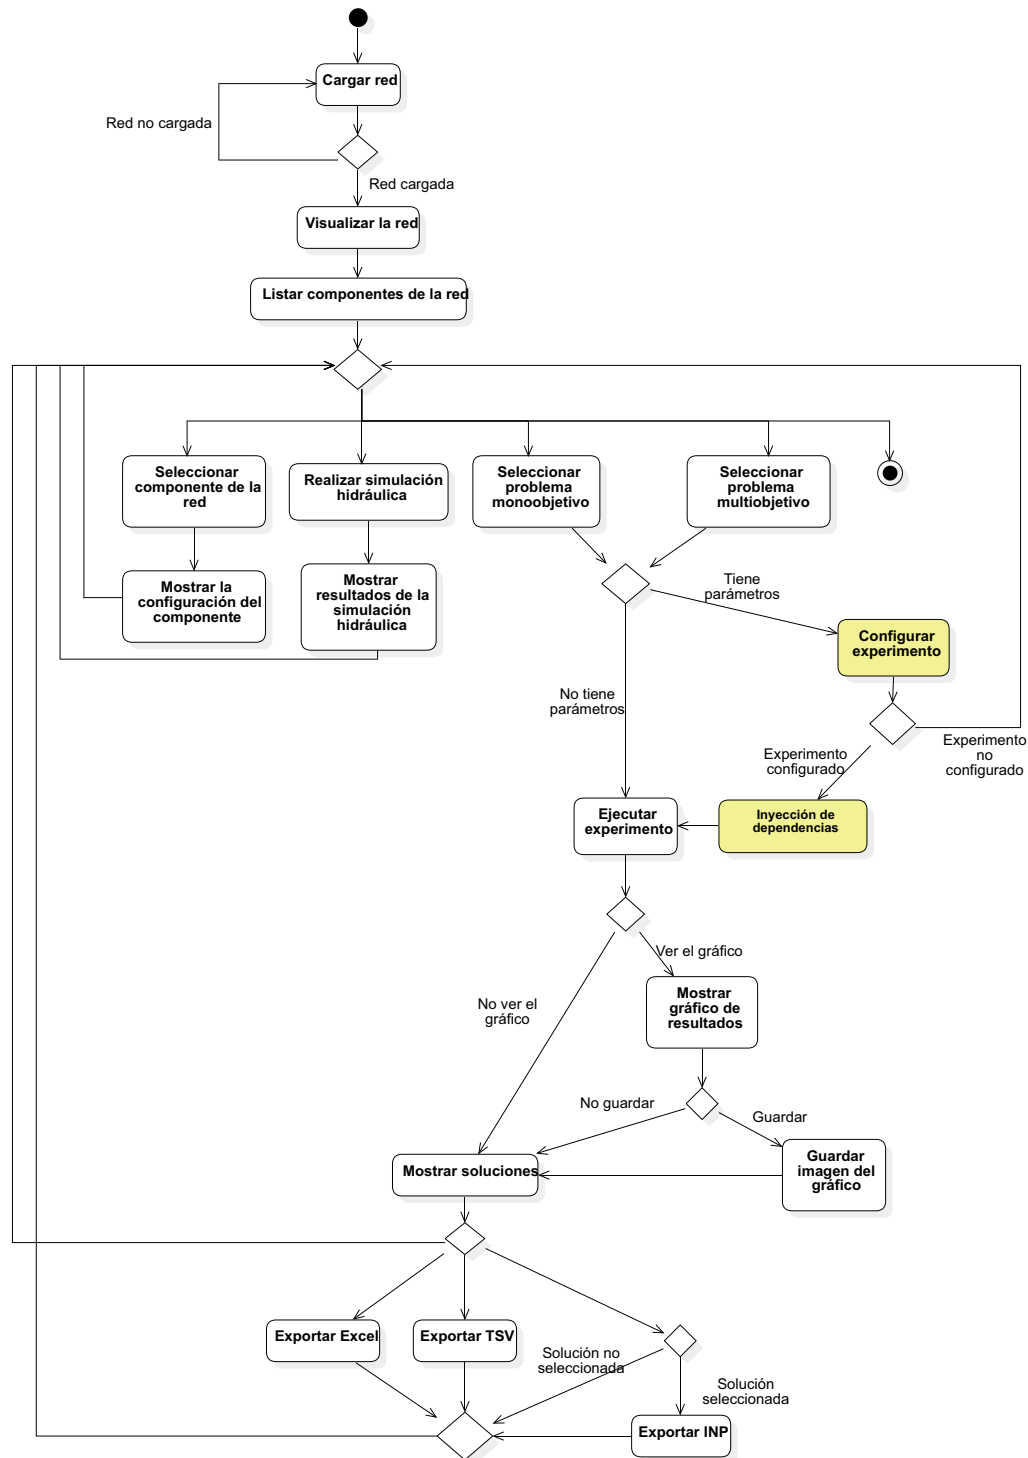 Cargar red
Red no cargada
Red cargada
Visualizar la red
Listar componentes de la red
Seleccionar
componente de la
red
Realizar simulación
hidráulica
Seleccionar
problema
monoobjetivo
Seleccionar
problema
multiobjetivo
Mostrar la
configuración del
componente
Mostrar
resultados de la
simulación
hidráulica
Tiene
parámetros
Configurar
experimento
No tiene
parámetros
Experimento
configurado
Experimento
no
configurado
Ejecutar
experimento
Inyección de
dependencias
Ver el gráfico
No ver el
gráfico
Mostrar
gráfico de
resultados
No guardar
Guardar
Mostrar soluciones
Guardar
imagen del
gráfico
Exportar Excel
Exportar TSV
Solución no
seleccionada
Solución
seleccionada
Exportar INP